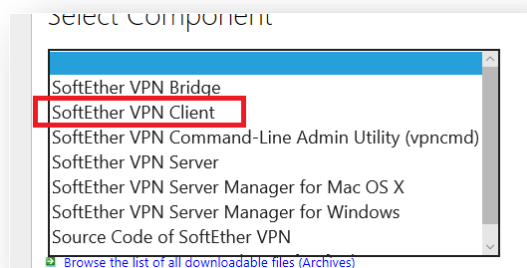 Select Component
SoftEther VPN Bridge
SoftEther VPN Client
SoftEther VPN Command-Line Admin Utility (vpncmd)
SoftEther VPN Server
SoftEther VPN Server Manager for Mac OS X
SoftEther VPN Server Manager for Windows
Source Code of SoftEther VPN
Browse the list of all downloadable files (Archives)